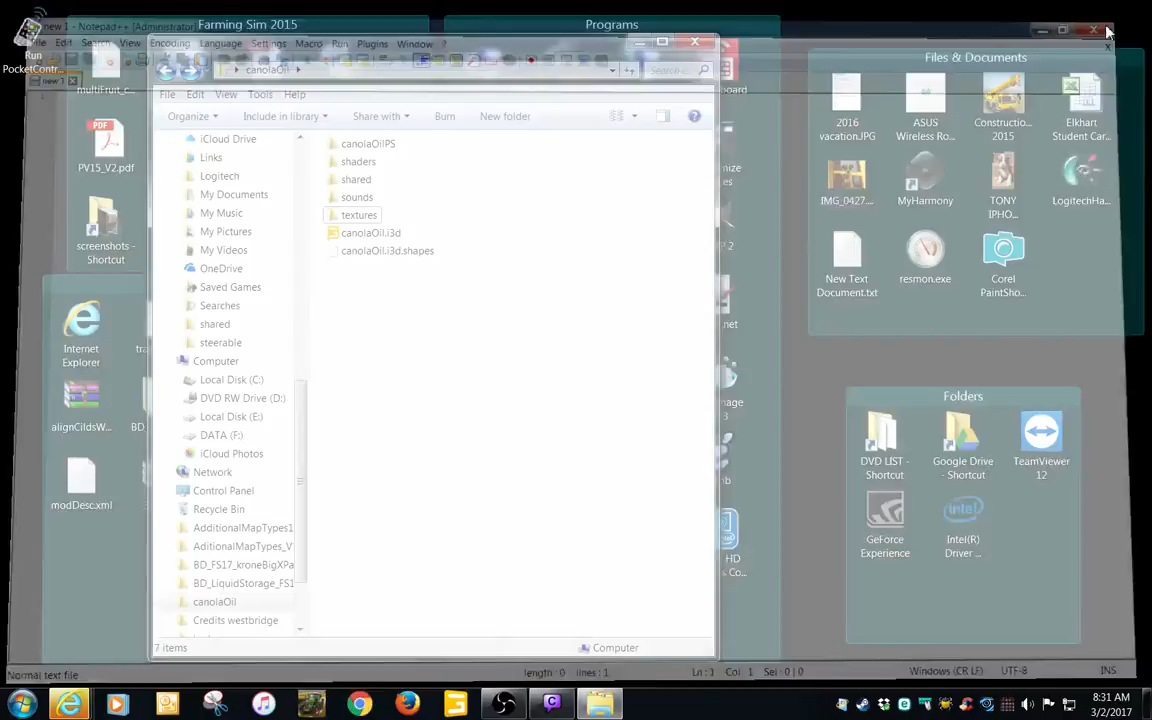 new 1 - Notepad++ [Administrator]
Farming Sim 2015
Programs
File Edit Search View Encoding Language Settings Macro Run Plugins Window ?
Run
PocketContr...
new 1
multiFruit_c...
PV15_V2.pdf
screenshots -
Shortcut
Internet
Explorer
alignCildsW...
BD
modDesc.xml
canolaOil
Search c...
File Edit View Tools Help
Organize
Include in library
Share with
Burn
New folder
iCloud Drive
Links
Logitech
My Documents
My Music
My Pictures
My Videos
OneDrive
Saved Games
Searches
shared
steerable
Computer
Local Disk (C:)
DVD RW Drive (D:)
Local Disk (E:)
DATA (F:)
iCloud Photos
Network
Control Panel
Recycle Bin
AdditionalMapTypes1
AditionalMapTypes_V
BD_FS17_kroneBigXPa
BD_LiquidStorage_FS1
canolaOil
Credits westbridge
canolaOilPS
shaders
shared
sounds
textures
canolaOil.i3d
canolaOil.i3d.shapes
7 items
Computer
Files & Documents
2016
vacation.JPG
ASUS
Wireless Ro...
Constructio...
2015
Elkhart
Student Car...
IMG_0427...
MyHarmony
TONY
IPHO...
LogitechHa...
New Text
Document.txt
resmon.exe
Corel
PaintSho...
Folders
DVD LIST -
Shortcut
Google Drive
- Shortcut
TeamViewer
12
GeForce
Experience
Intel(R)
Driver ...
Normal text file
length : 0 lines : 1
Ln : 1 Col : 1 Sel : 0 | 0
Windows (CR LF)
UTF-8
INS
8:31 AM
3/2/2017